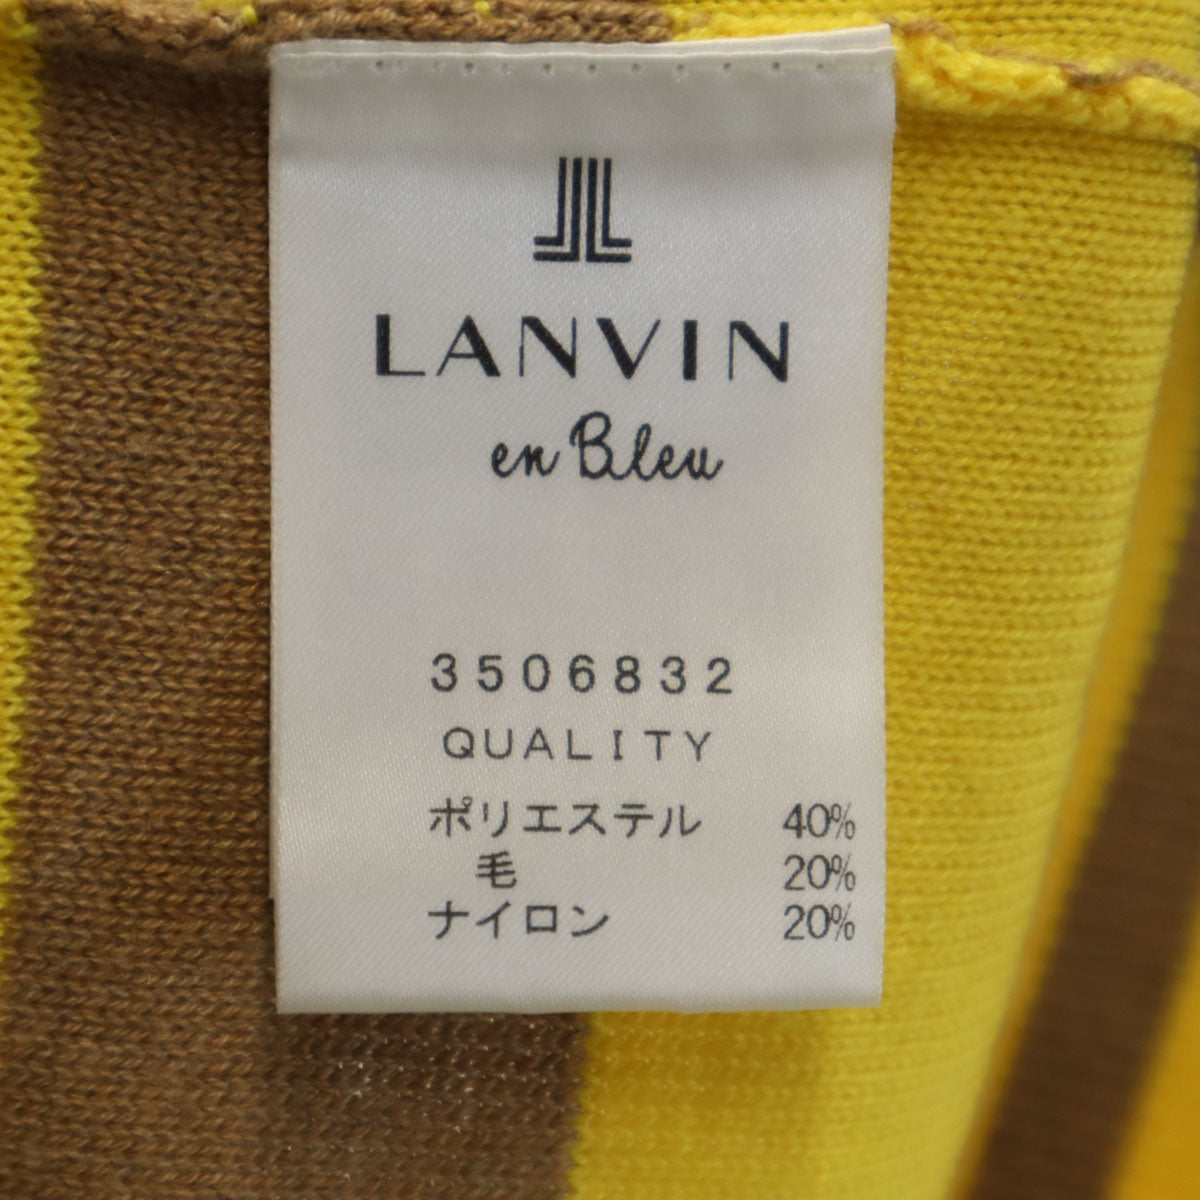 LANVIN
en Bleu
3506832
QUALITY
ポリエステル 40%
毛 20%
ナイロン 20%